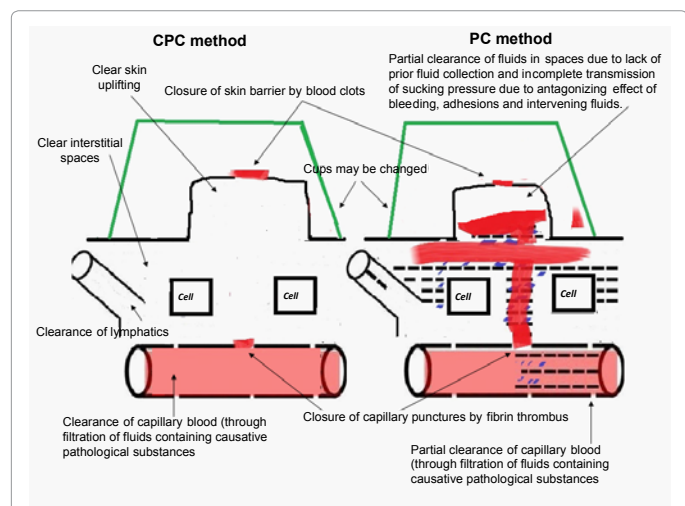 CPC method
PC method
Partial clearance of fluids in spaces due to lack of
prior fluid collection and incomplete transmission
of sucking pressure due to antagonizing effect of
bleeding, adhesions and intervening fluids.
Clear skin
uplifting
Closure of skin barrier by blood clots
Clear interstitial
spaces
Cups may be changed
Cell
Cell
Cell
Cell
Clearance of lymphatics
Clearance of capillary blood (through
filtration of fluids containing causative
pathological substances
Closure of capillary punctures by fibrin thrombus
Partial clearance of capillary blood
(through filtration of fluids containing
causative pathological substances